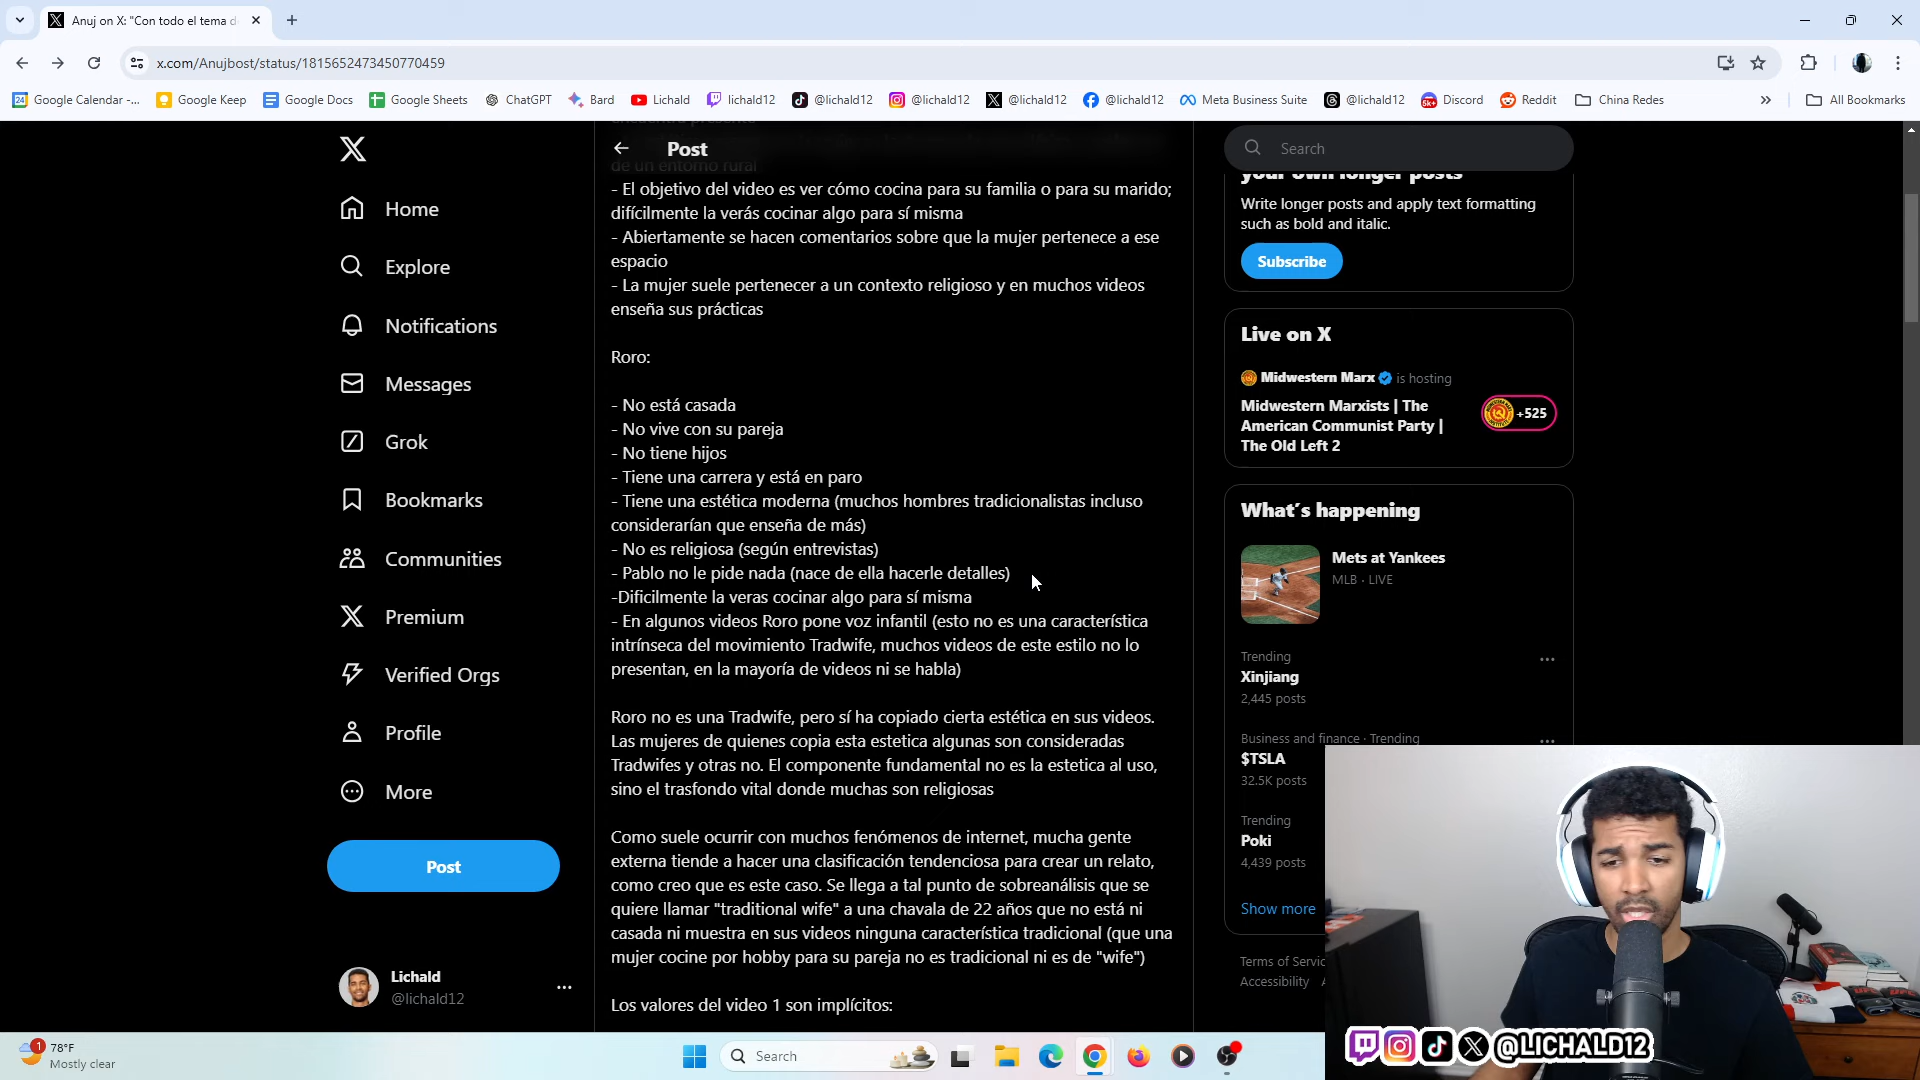 Anuj on X: "Con todo el tema d
x.com/Anujbost/status/1815652473450770459
Google Calendar -...
Google Keep
Google Docs
Google Sheets
ChatGPT
Bard
Lichald
lichald12
@lichald12
@lichald12
@lichald12
@lichald12
Meta Business Suite
@lichald12
Discord
Reddit
China Redes
All Bookmarks
Home
Explore
Notifications
Messages
Grok
Bookmarks
Communities
Premium
Verified Orgs
Profile
More
Post
Lichald
@lichald12
Post
de un entorno rural
- El objetivo del video es ver cómo cocina para su familia o para su marido;
difícilmente la verás cocinar algo para sí misma
- Abiertamente se hacen comentarios sobre que la mujer pertenece a ese
espacio
- La mujer suele pertenecer a un contexto religioso y en muchos videos
enseña sus prácticas
Roro:
- No está casada
- No vive con su pareja
- No tiene hijos
- Tiene una carrera y está en paro
- Tiene una estética moderna (muchos hombres tradicionalistas incluso
considerarían que enseña de más)
- No es religiosa (según entrevistas)
- Pablo no le pide nada (nace de ella hacerle detalles)
-Dificilmente la veras cocinar algo para sí misma
- En algunos videos Roro pone voz infantil (esto no es una característica
intrínseca del movimiento Tradwife, muchos videos de este estilo no lo
presentan, en la mayoría de videos ni se habla)
Roro no es una Tradwife, pero sí ha copiado cierta estética en sus videos.
Las mujeres de quienes copia esta estetica algunas son consideradas
Tradwifes y otras no. El componente fundamental no es la estetica al uso,
sino el trasfondo vital donde muchas son religiosas
Como suele ocurrir con muchos fenómenos de internet, mucha gente
externa tiende a hacer una clasificación tendenciosa para crear un relato,
como creo que es este caso. Se llega a tal punto de sobreanálisis que se
quiere llamar "traditional wife" a una chavala de 22 años que no está ni
casada ni muestra en sus videos ninguna característica tradicional (que una
mujer cocine por hobby para su pareja no es tradicional ni es de "wife")
Los valores del video 1 son implícitos:
Search
your own longer posts
Write longer posts and apply text formatting
such as bold and italic.
Subscribe
Live on X
Midwestern Marx is hosting
Midwestern Marxists | The
American Communist Party |
The Old Left 2
+525
What's happening
Mets at Yankees
MLB · LIVE
Trending
Xinjiang
2,445 posts
Business and finance · Trending
$TSLA
32.5K posts
Trending
Poki
4,439 posts
Show more
Terms of Servic
Accessibility
@LICHALD12
1
78°F
Mostly clear
Search